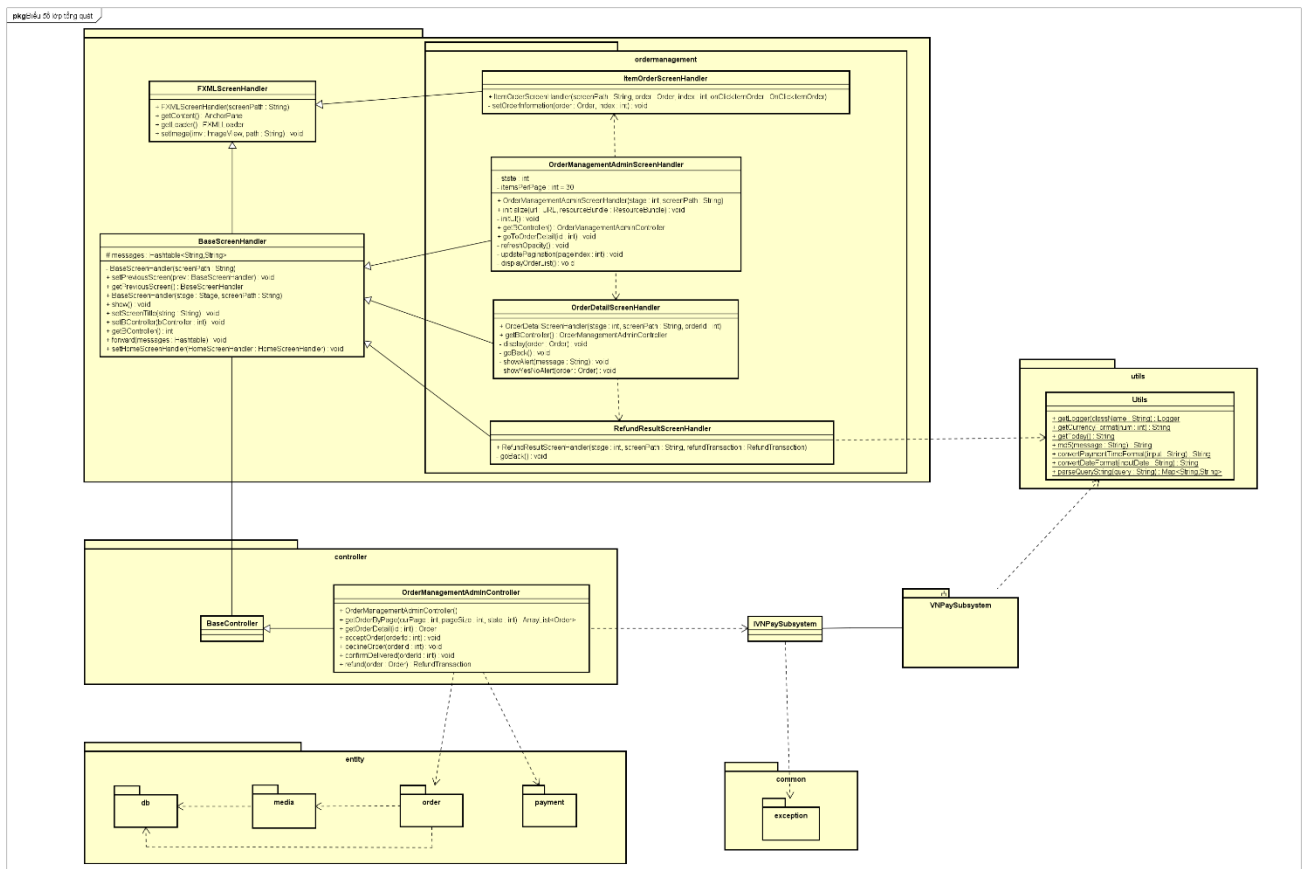 pkg Biểu đồ lớp tổng quát
ordermanagement
FXMLScreenHandler
+ FXMLScreenHandler(screenPath : String)
+ getContent() : AnchorPane
+ getLoader() : FXMLLoader
+ setImage(imv : ImageView, path : String) : void
ItemOrderScreenHandler
+ ItemOrderScreenHandler(screenPath : String, order : Order, index : int, onClickItemOrder : OnClickItemOrder)
- setOrderInformation(order : Order, index : int) : void
OrderManagementAdminScreenHandler
state : int
- itemsPerPage : int = 20
+ OrderManagementAdminScreenHandler(stage : int, screenPath : String)
+ initialize(url : URL, resourceBundle : ResourceBundle) : void
- initUI() : void
+ getBController() : OrderManagementAdminController
+ goToOrderDetail(id : int) : void
- refreshOpacity() : void
- updatePagination(pageIndex : int) : void
displayOrderList() : void
BaseScreenHandler
# messages : Hashtable<String,String>
- BaseScreenHandler(screenPath : String)
+ setPreviousScreen(prev : BaseScreenHandler) : void
+ getPreviousScreen() : BaseScreenHandler
+ BaseScreenHandler(stage : Stage, screenPath : String)
+ show() : void
+ setScreenTitle(string : String) : void
+ setBController(bController : int) : void
+ getBController() : int
+ forward(messages : Hashtable) : void
+ setHomeScreenHandler(HomeScreenHandler : HomeScreenHandler) : void
OrderDetailScreenHandler
+ OrderDetailScreenHandler(stage : int, screenPath : String, orderId : int)
+ getBController() : OrderManagementAdminController
- display(order : Order) : void
- goBack() : void
- showAlert(message : String) : void
showYesNoAlert(order : Order) : void
RefundResultScreenHandler
+ RefundResultScreenHandler(stage : int, screenPath : String, refundTransaction : RefundTransaction)
- goBack() : void
utils
Utils
+ getLogger(className : String) : Logger
+ getCurrencyFormat(num : int) : String
+ getToday() : String
+ md5(message : String) : String
+ convertPaymentTimeFormat(input : String) : String
+ convertDateFormat(inputDate : String) : String
+ parseQueryString(query : String) : Map<String,String>
controller
OrderManagementAdminController
+ OrderManagementAdminController()
+ getOrderByPage(curPage : int, pageSize : int, state : int) : ArrayList<Order>
+ getOrderDetail(id : int) : Order
+ acceptOrder(orderId : int) : void
+ declineOrder(orderId : int) : void
+ confirmDelivered(orderId : int) : void
+ refund(order : Order) : RefundTransaction
BaseController
IVNPaySubsystem
VNPaySubsystem
entity
db
media
order
payment
common
exception